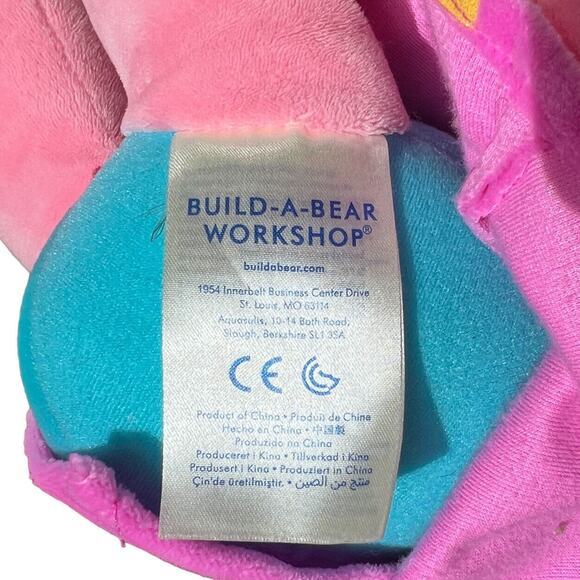 BUILD-A-BEAR
WORKSHOP®
buildabear.com
1954 Innerbelt Business Center Drive
St. Louis, MO 63114
Aquasulis, 10-14 Bath Road,
Slough, Berkshire SL1 3SA
CE
Product of China • Produit de Chine
Hecho en China • 中国製
Produzido na China
Produceret i Kina • Tillverkad i Kina
Produsert i Kina • Produziert in China
Çin'de üretilmiştir. • منتج من الصين